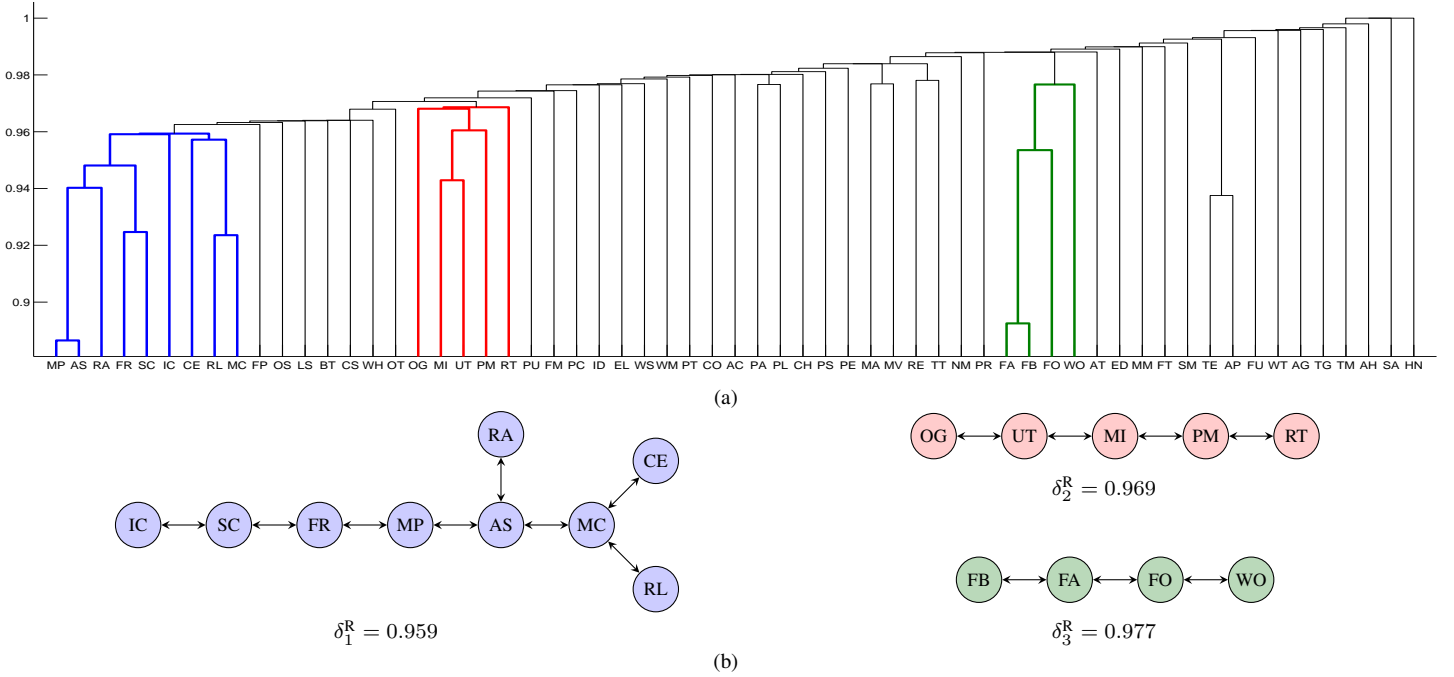 1
0.98
0.96
0.94
0.92
0.9
MP AS RA FR SC IC CE RL MC FP OS LS BT CS WH OT OG MI UT PM RT PU FM PC ID EL WS WM PT CO AC PA PL CH PS PE MA MV RE TT NM PR FA FB FO WO AT ED MM FT SM TE AP FU WT AG TG TM AH SA HN
(a)
RA
CE
IC SC FR MP AS MC
RL
δ₁ᴿ = 0.959
OG UT MI PM RT
δ₂ᴿ = 0.969
FB FA FO WO
δ₃ᴿ = 0.977
(b)